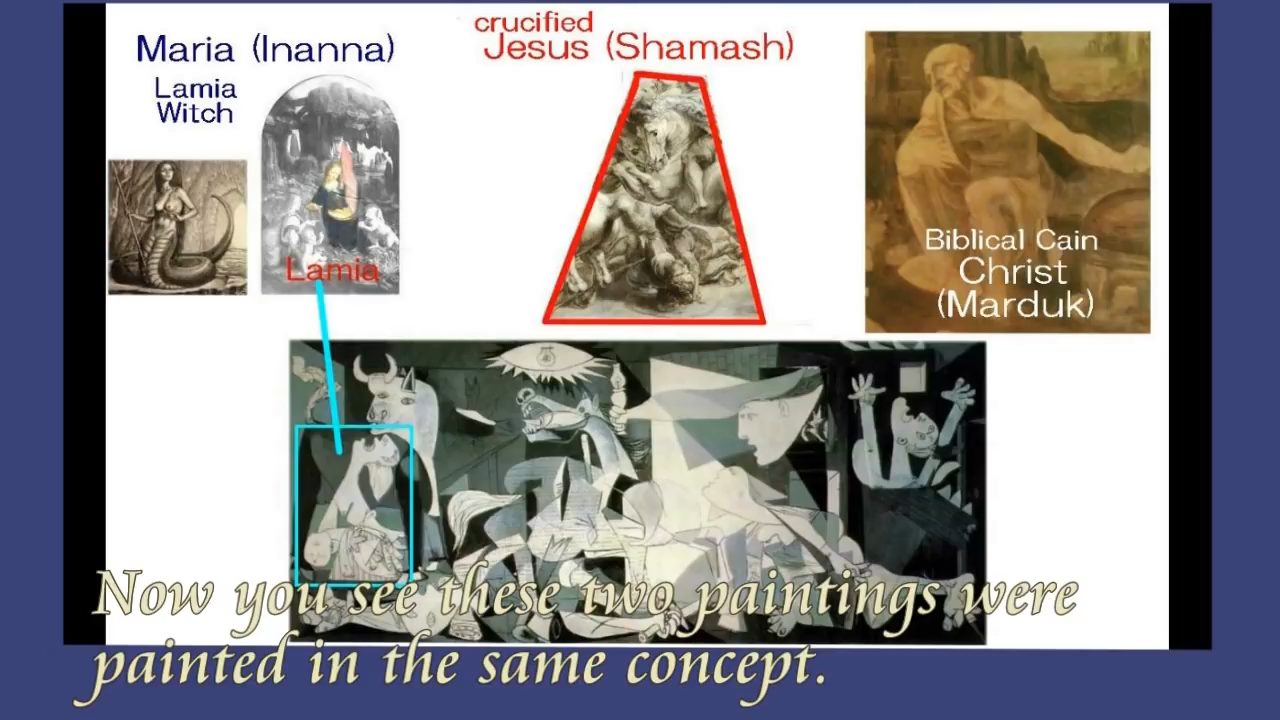 Maria (Inanna)
Lamia
Witch
Lamia
crucified
Jesus (Shamash)
Biblical Cain
Christ
(Marduk)
Now you see these two paintings were
painted in the same concept.